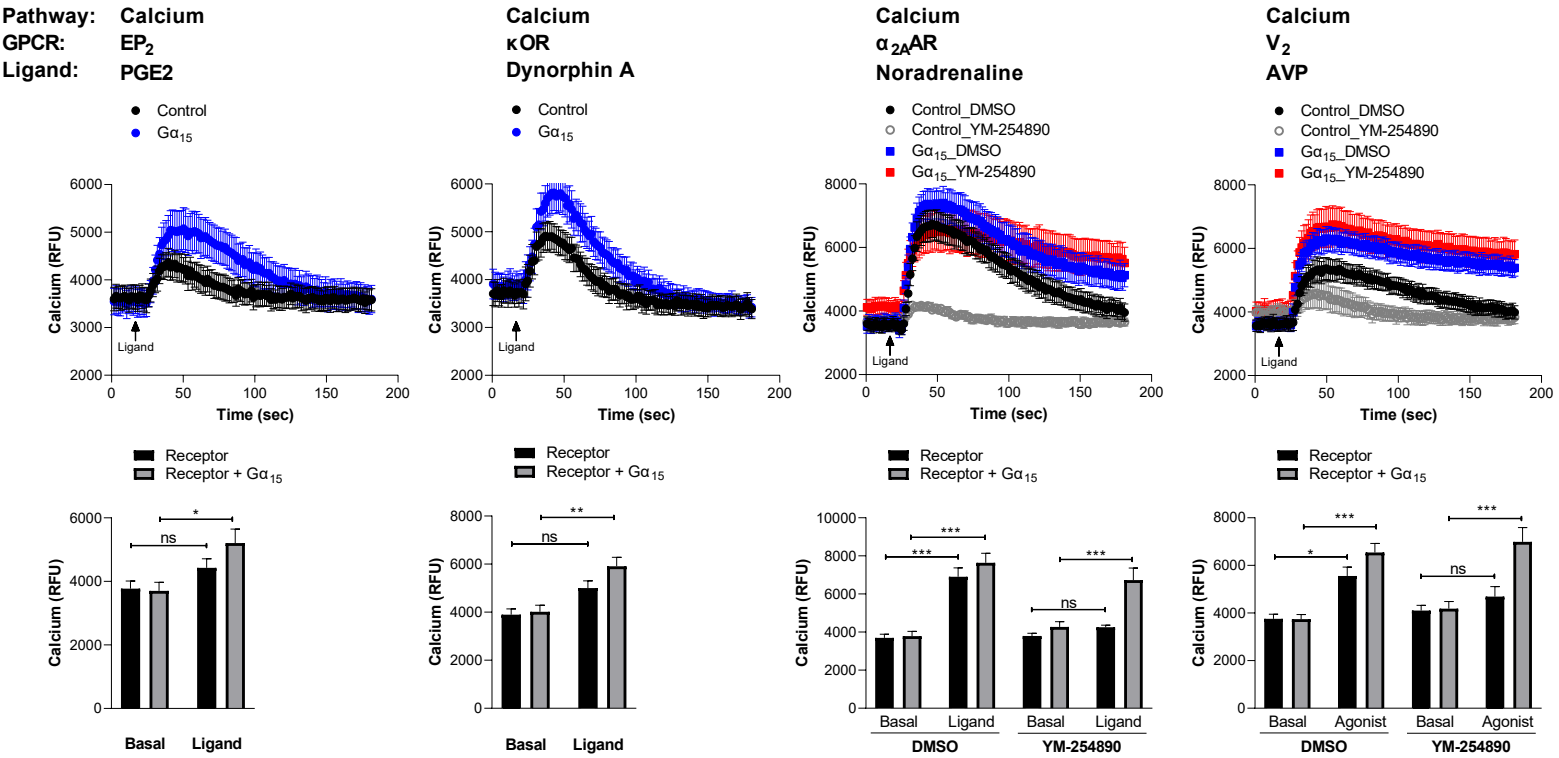 Pathway: Calcium Calcium Calcium Calcium
GPCR: EP2 κOR α2AAR V2
Ligand: PGE2 Dynorphin A Noradrenaline AVP
Control
Gα15
Calcium (RFU)
6000
5000
4000
3000
2000
Ligand
0 50 100 150 200
Time (sec)
Control
Gα15
Calcium (RFU)
6000
5000
4000
3000
2000
Ligand
0 50 100 150 200
Time (sec)
Control_DMSO
Control_YM-254890
Gα15_DMSO
Gα15_YM-254890
Calcium (RFU)
8000
6000
4000
2000
Ligand
0 50 100 150 200
Time (sec)
Control_DMSO
Control_YM-254890
Gα15_DMSO
Gα15_YM-254890
Calcium (RFU)
8000
6000
4000
2000
Ligand
0 50 100 150 200
Time (sec)
Receptor
Receptor + Gα15
Calcium (RFU)
6000
4000
2000
0
*
ns
Basal Ligand
Receptor
Receptor + Gα15
Calcium (RFU)
8000
6000
4000
2000
0
**
ns
Basal Ligand
Receptor
Receptor + Gα15
Calcium (RFU)
10000
8000
6000
4000
2000
0
***
***
***
ns
Basal Ligand Basal Ligand
DMSO YM-254890
Receptor
Receptor + Gα15
Calcium (RFU)
8000
6000
4000
2000
0
***
*
***
ns
Basal Agonist Basal Agonist
DMSO YM-254890